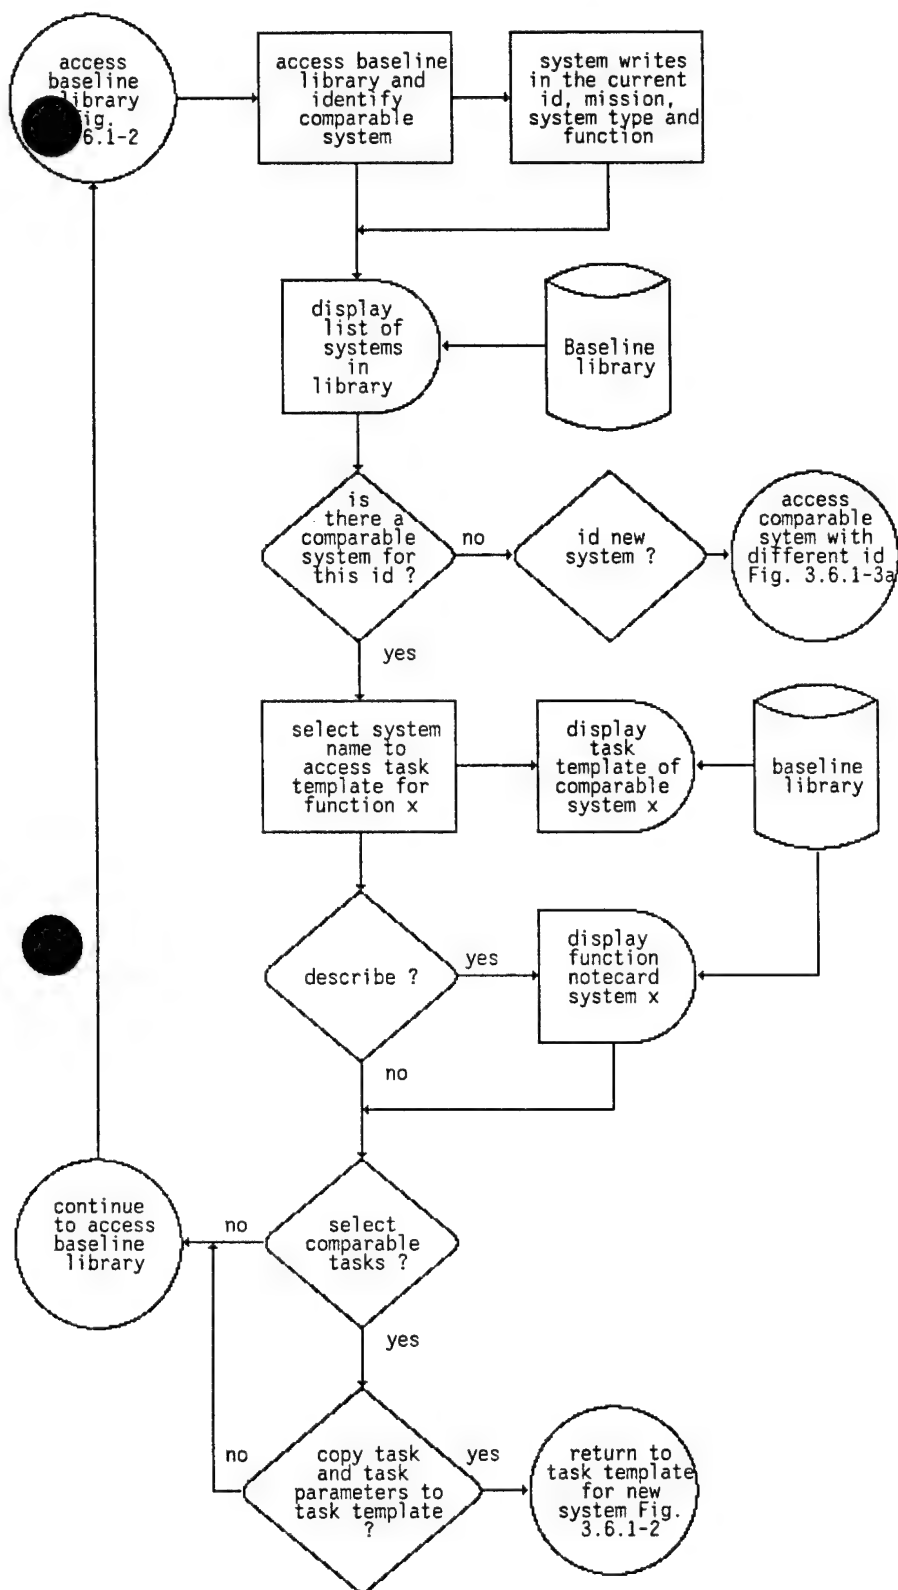 access
baseline
library
6.1-2
access baseline
library and
identify
comparable
system
system writes
in the current
id, mission,
system type and
function
display
list of
systems
in
library
Baseline
library
is
there a
comparable
system for
this id ?
no
id new
system ?
access
comparable
sytem with
different id
Fig. 3.6.1-3a
yes
select system
name to
access task
template for
function x
display
task
template of
comparable
system x
baseline
library
describe ?
yes
display
function
notecard
system x
no
continue
to access
baseline
library
no
select
comparable
tasks ?
yes
no
copy task
and task
parameters to
task template
?
yes
return to
task template
for new
system Fig.
3.6.1-2